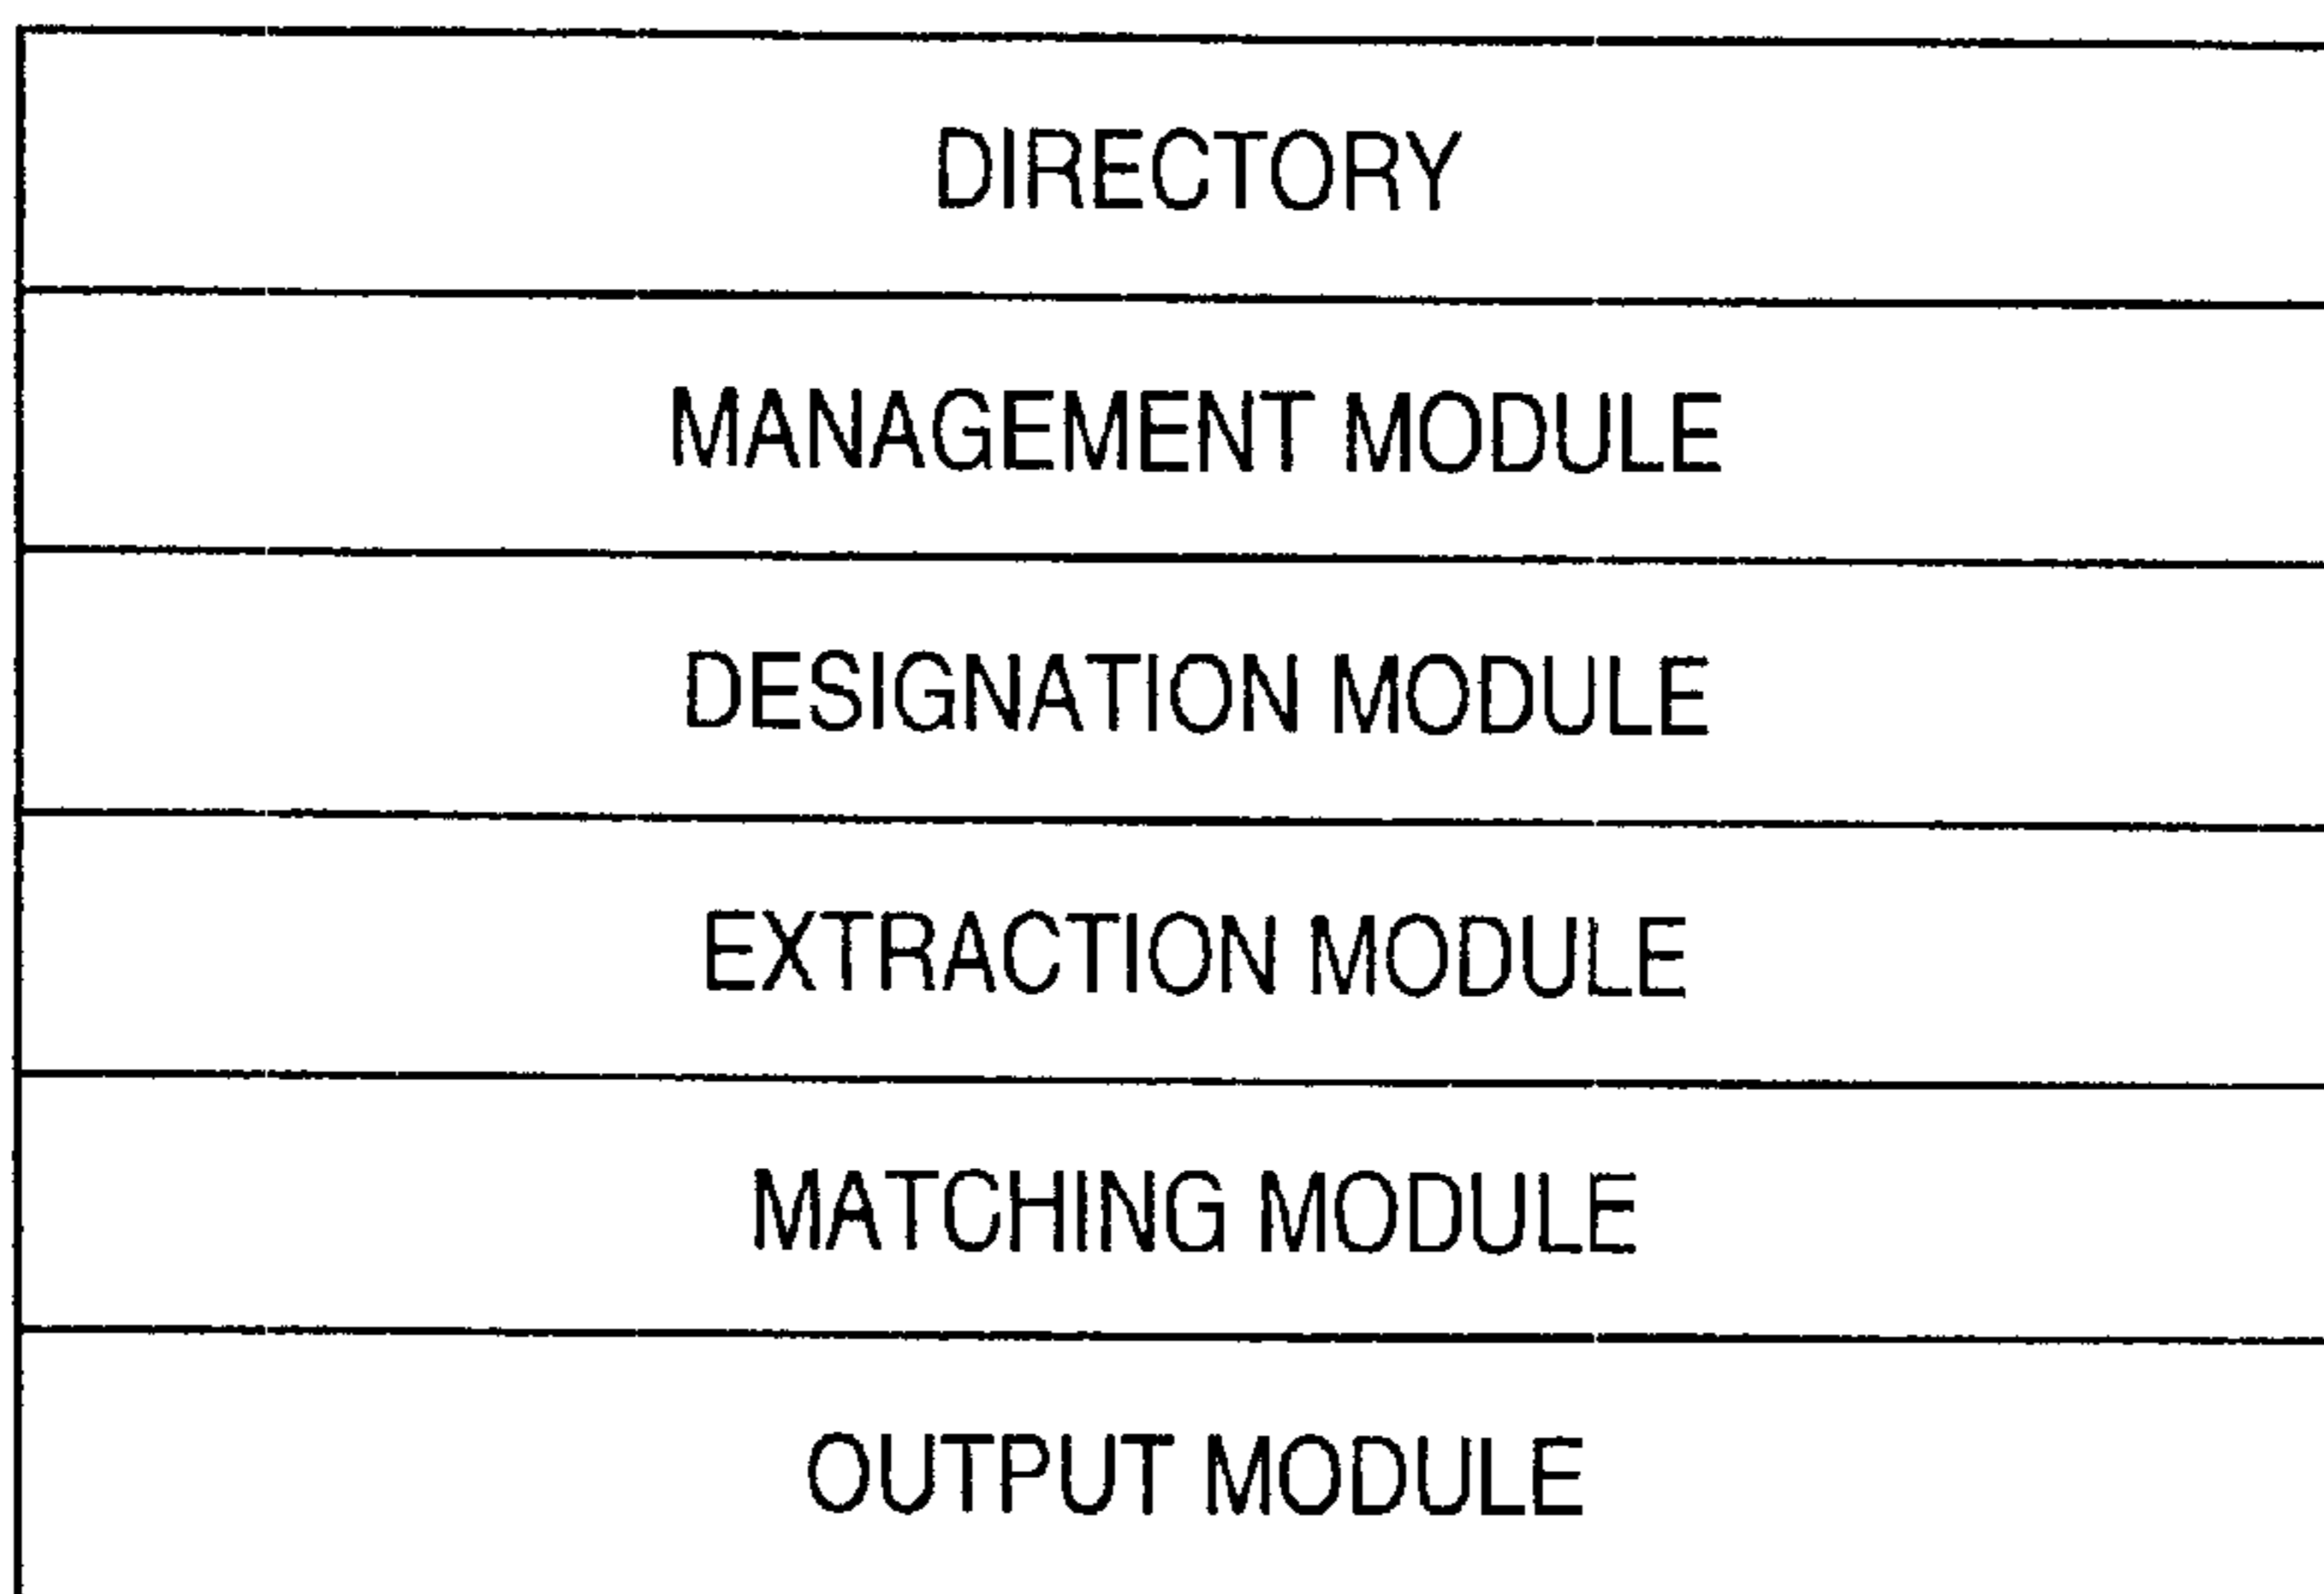 DIRECTORY
MANAGEMENT MODULE
DESIGNATION MODULE
EXTRACTION MODULE
MATCHING MODULE
OUTPUT MODULE